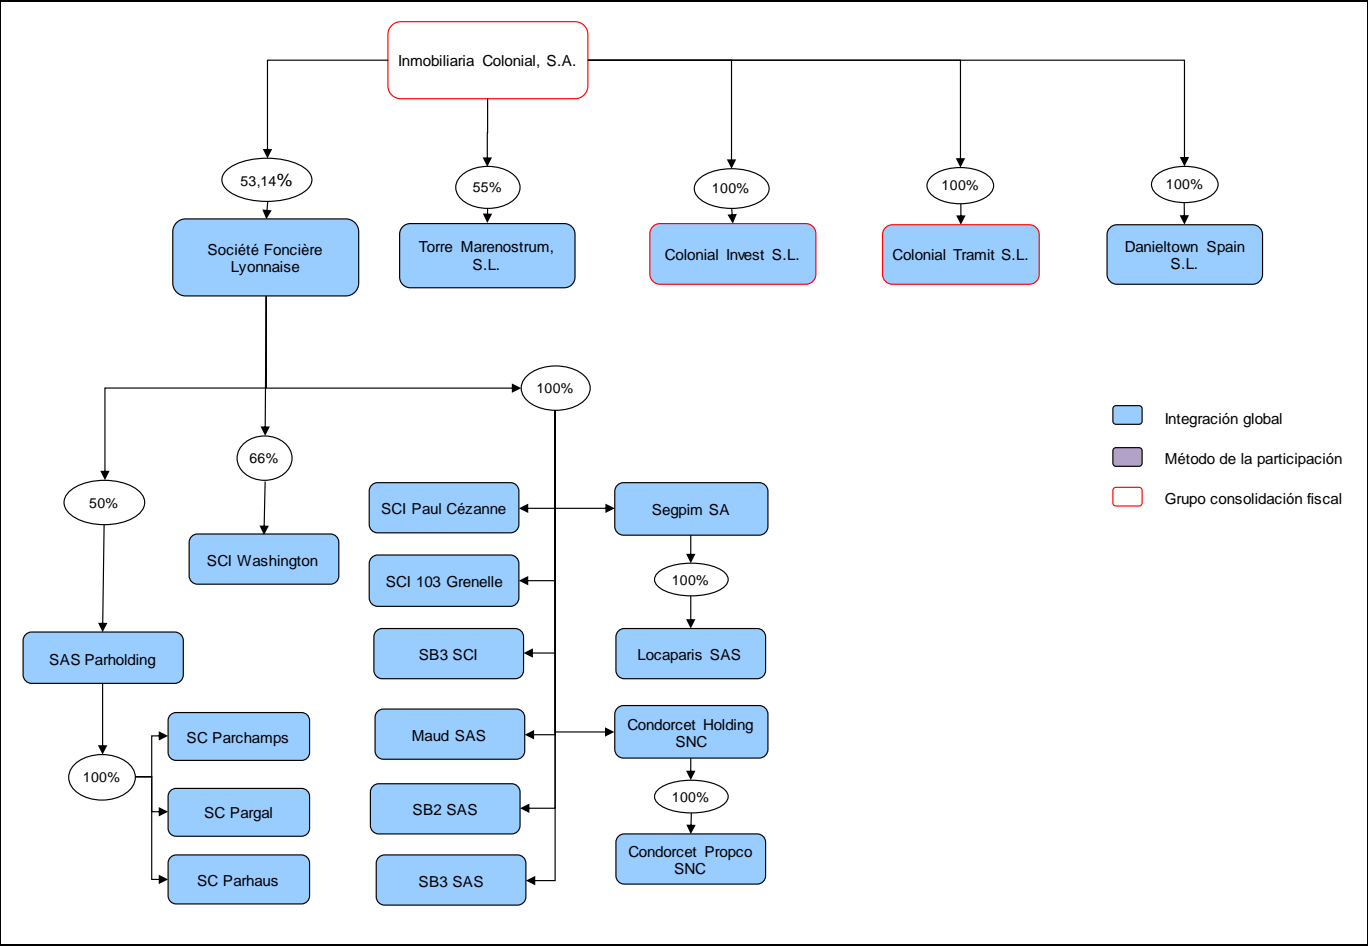 Inmobiliaria Colonial, S.A.
53,14%
55%
100%
100%
100%
Société Foncière
Lyonnaise
Torre Marenostrum,
S.L.
Colonial Invest S.L.
Colonial Tramit S.L.
Danieltown Spain
S.L.
100%
66%
50%
Integración global
Método de la participación
Grupo consolidación fiscal
SCI Paul Cézanne
Segpim SA
SCI Washington
SCI 103 Grenelle
100%
SAS Parholding
SB3 SCI
Locaparis SAS
SC Parchamps
Maud SAS
Condorcet Holding
SNC
100%
SC Pargal
SB2 SAS
100%
SC Parhaus
SB3 SAS
Condorcet Propco
SNC